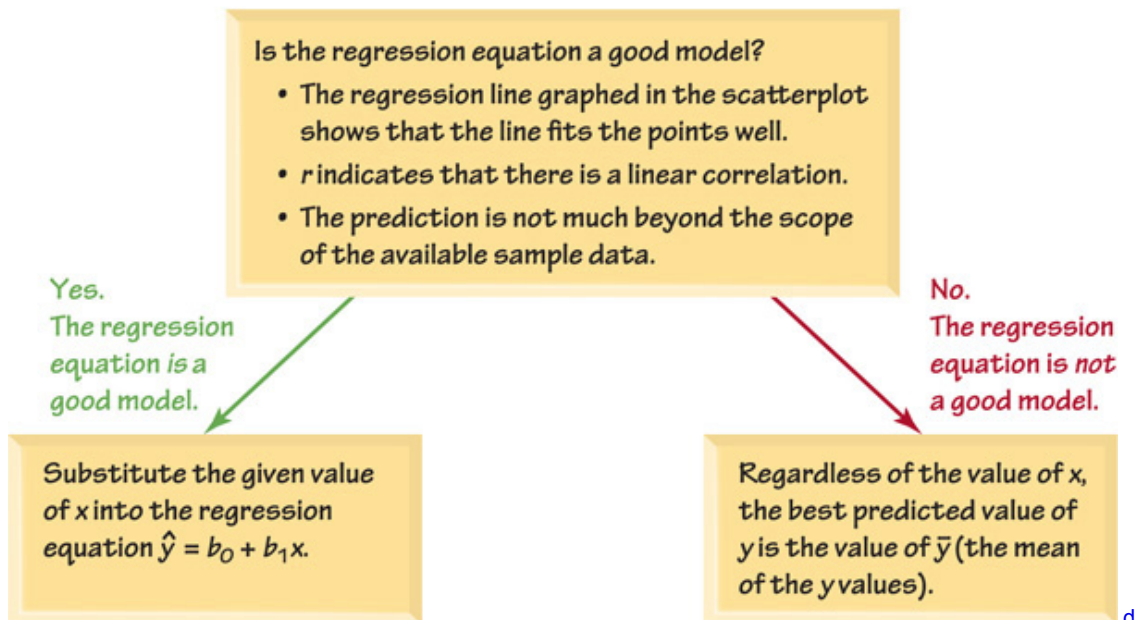 Is the regression equation a good model?
• The regression line graphed in the scatterplot
shows that the line fits the points well.
• r indicates that there is a linear correlation.
• The prediction is not much beyond the scope
of the available sample data.
Yes.
The regression
equation is a
good model.
No.
The regression
equation is not
a good model.
Substitute the given value
of x into the regression
equation ŷ = b₀ + b₁x.
Regardless of the value of x,
the best predicted value of
y is the value of ȳ (the mean
of the y values).
d